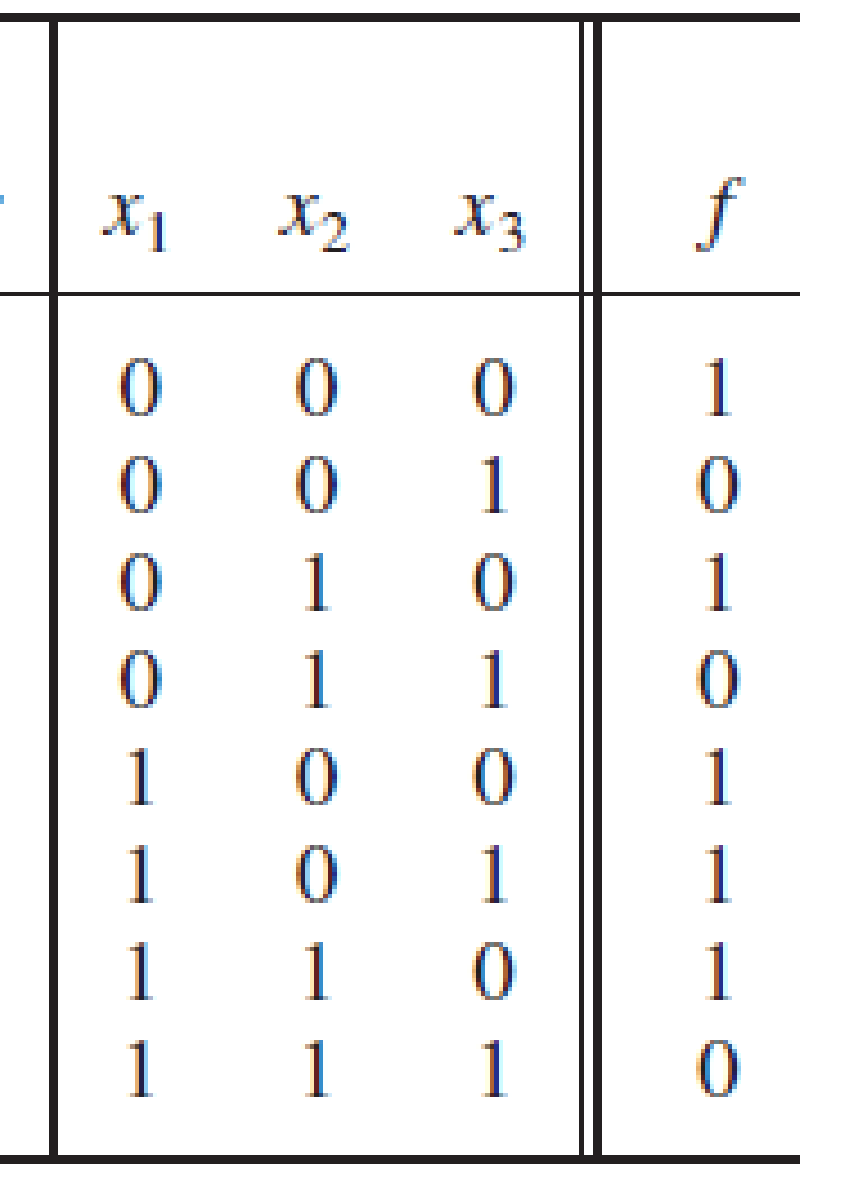 x₁ x₂ x₃ f
0 0 0 1
0 0 1 0
0 1 0 1
0 1 1 0
1 0 0 1
1 0 1 1
1 1 0 1
1 1 1 0